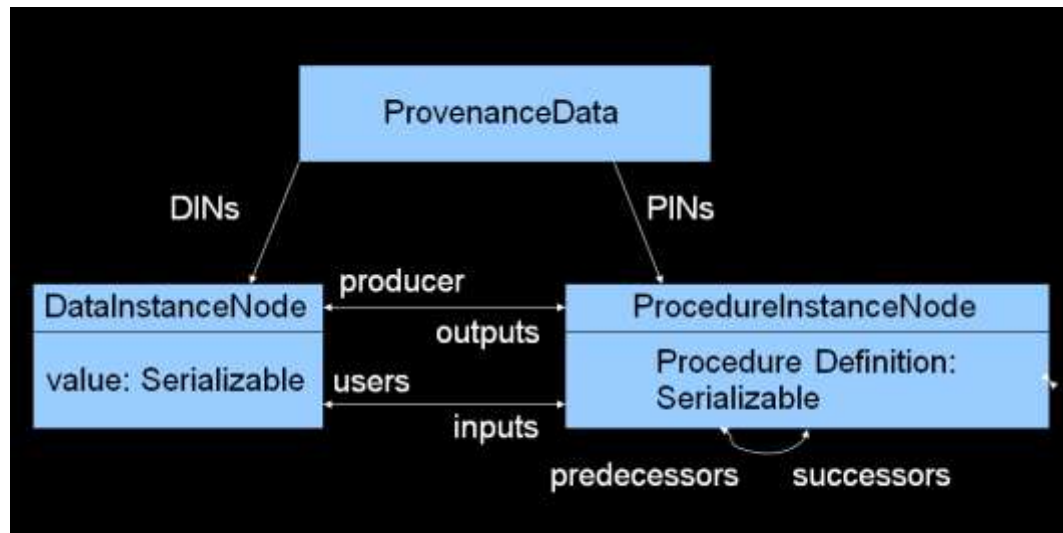 ProvenanceData
DINs
PINs
DataInstanceNode
value: Serializable
producer
outputs
users
inputs
ProcedureInstanceNode
Procedure Definition:
Serializable
predecessors
successors